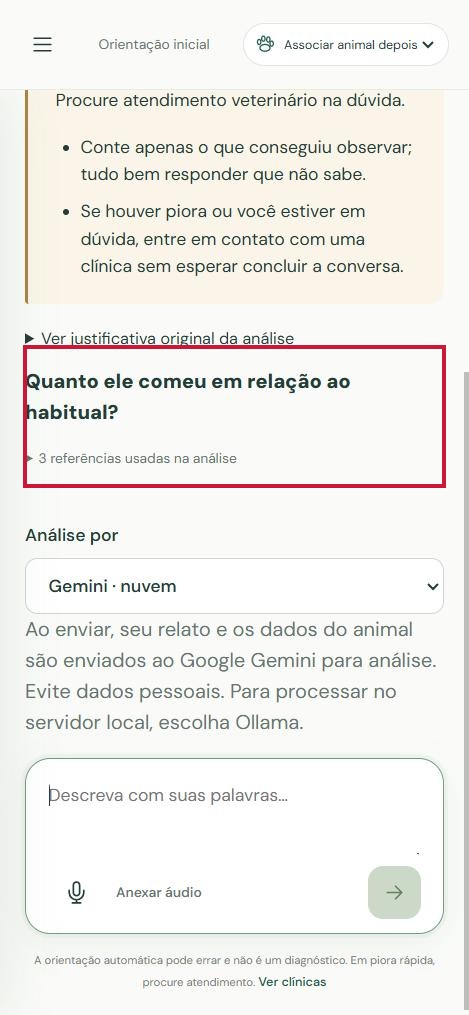 Orientação inicial
Associar animal depois
Procure atendimento veterinário na dúvida.
• Conte apenas o que conseguiu observar;
tudo bem responder que não sabe.
• Se houver piora ou você estiver em
dúvida, entre em contato com uma
clínica sem esperar concluir a conversa.
Ver justificativa original da análise
Quanto ele comeu em relação ao
habitual?
3 referências usadas na análise
Análise por
Gemini · nuvem
Ao enviar, seu relato e os dados do animal
são enviados ao Google Gemini para análise.
Evite dados pessoais. Para processar no
servidor local, escolha Ollama.
Descreva com suas palavras...
Anexar áudio
A orientação automática pode errar e não é um diagnóstico. Em piora rápida,
procure atendimento. Ver clínicas